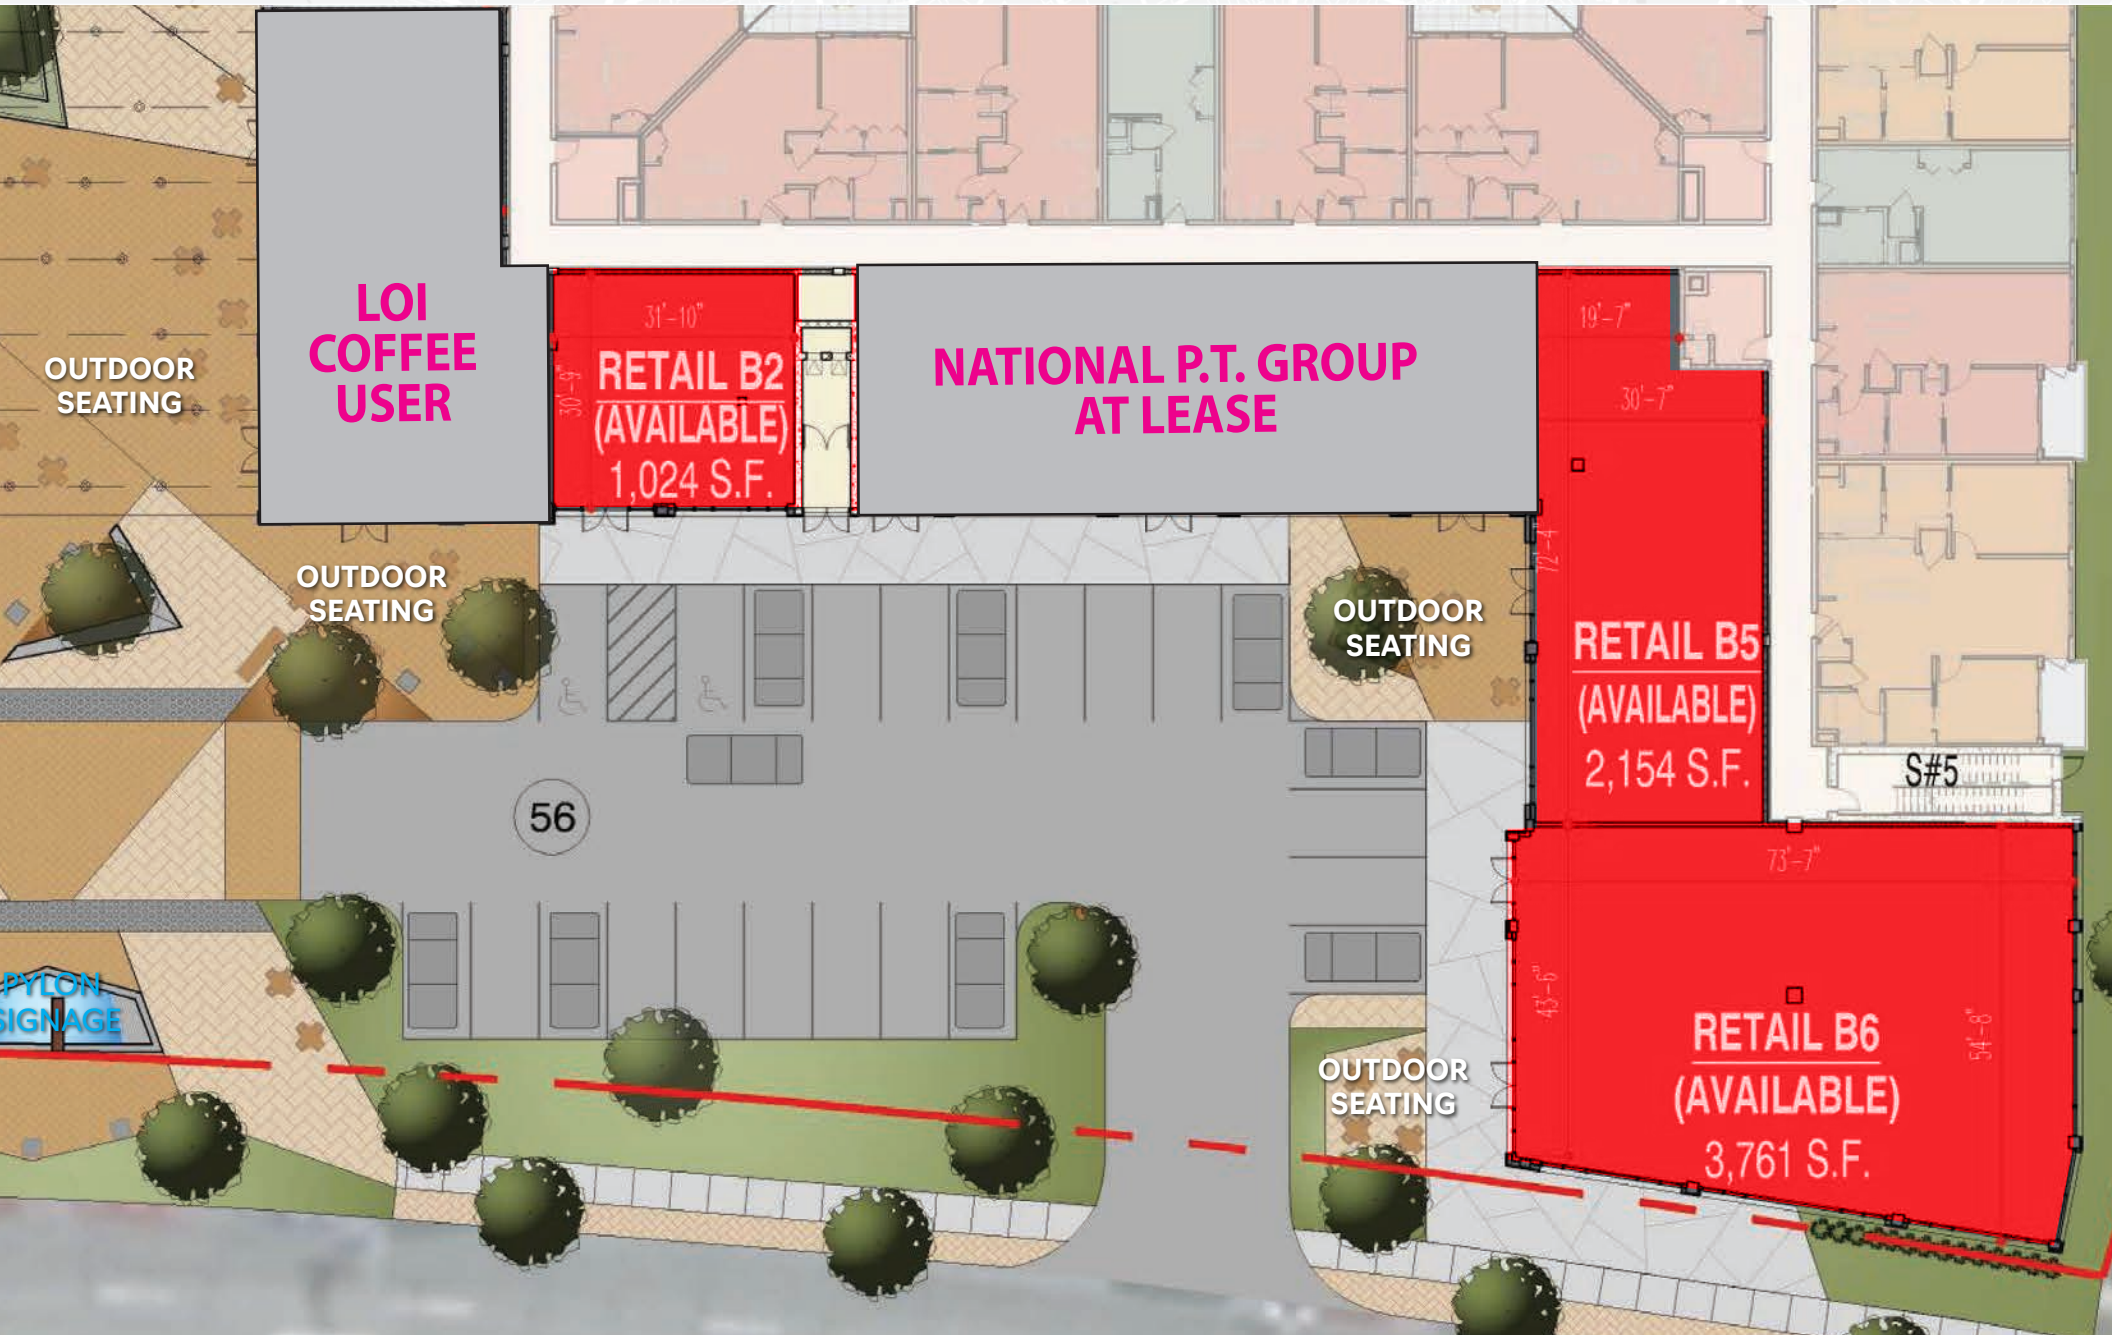 LOI
COFFEE
USER
31'-10"
30'-9"
RETAIL B2
(AVAILABLE)
1,024 S.F.
NATIONAL P.T. GROUP
AT LEASE
19'-7"
30'-7"
72'-4
RETAIL B5
(AVAILABLE)
2,154 S.F.
OUTDOOR
SEATING
OUTDOOR
SEATING
OUTDOOR
SEATING
S#5
56
73'-7"
43'-6"
54'-8"
RETAIL B6
(AVAILABLE)
3,761 S.F.
PYLON
SIGNAGE
OUTDOOR
SEATING